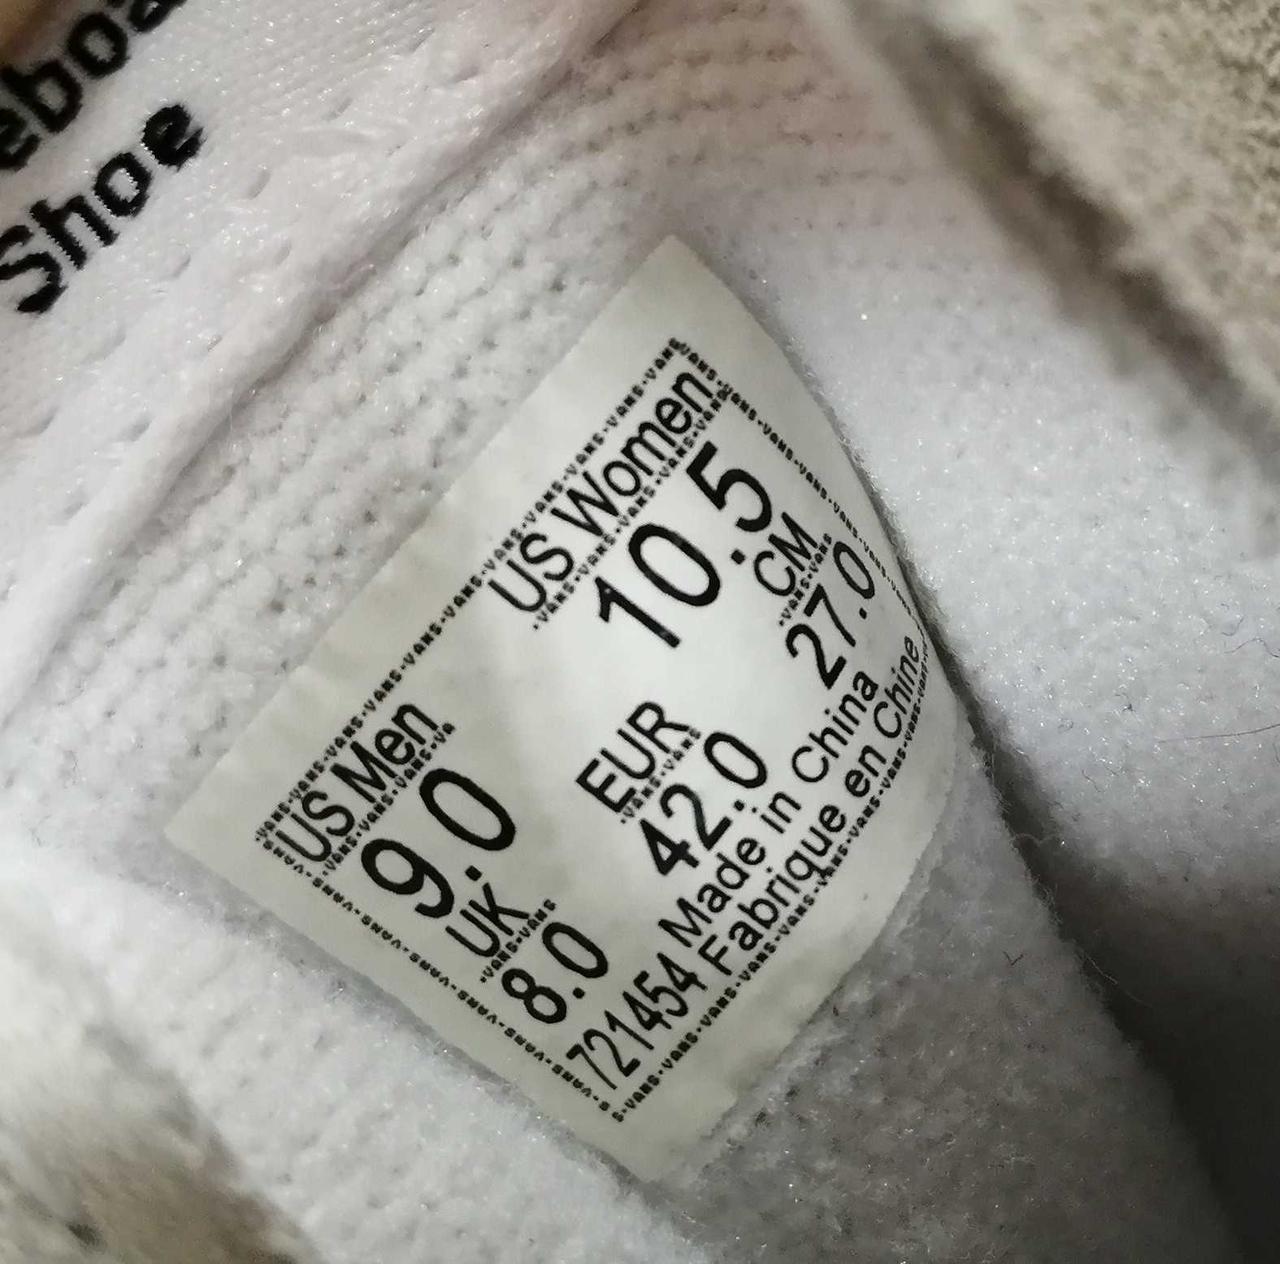 Shoe
US Men
US Women
9.0
10.5
UK
EUR
CM
8.0
42.0
27.0
721454 Made in China
Fabrique en Chine